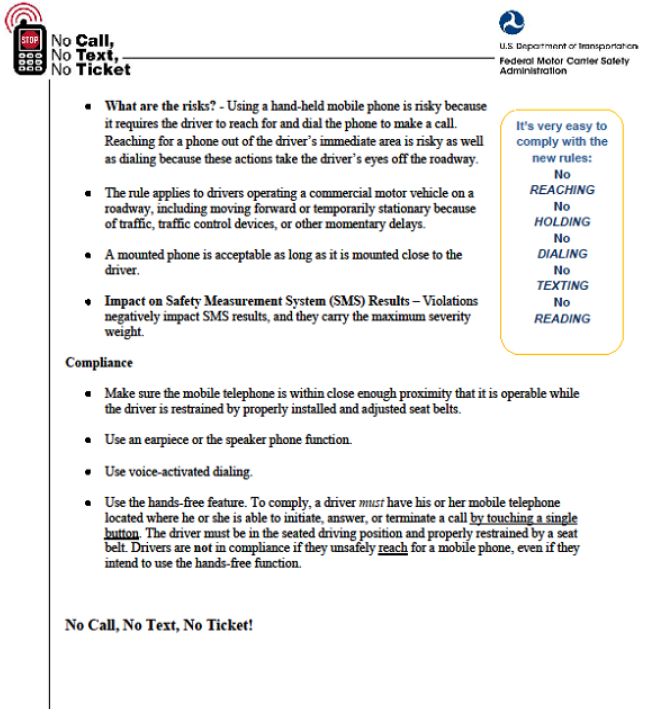 STOP
No Call,
No Text,
No Ticket
U.S. Department of Transportation
Federal Motor Carrier Safety
Administration
• What are the risks? - Using a hand-held mobile phone is risky because
it requires the driver to reach for and dial the phone to make a call.
Reaching for a phone out of the driver's immediate area is risky as well
as dialing because these actions take the driver's eyes off the roadway.
• The rule applies to drivers operating a commercial motor vehicle on a
roadway, including moving forward or temporarily stationary because
of traffic, traffic control devices, or other momentary delays.
• A mounted phone is acceptable as long as it is mounted close to the
driver.
• Impact on Safety Measurement System (SMS) Results – Violations
negatively impact SMS results, and they carry the maximum severity
weight.
It's very easy to
comply with the
new rules:
No
REACHING
No
HOLDING
No
DIALING
No
TEXTING
No
READING
Compliance
• Make sure the mobile telephone is within close enough proximity that it is operable while
the driver is restrained by properly installed and adjusted seat belts.
• Use an earpiece or the speaker phone function.
• Use voice-activated dialing.
• Use the hands-free feature. To comply, a driver must have his or her mobile telephone
located where he or she is able to initiate, answer, or terminate a call by touching a single
button. The driver must be in the seated driving position and properly restrained by a seat
belt. Drivers are not in compliance if they unsafely reach for a mobile phone, even if they
intend to use the hands-free function.
No Call, No Text, No Ticket!